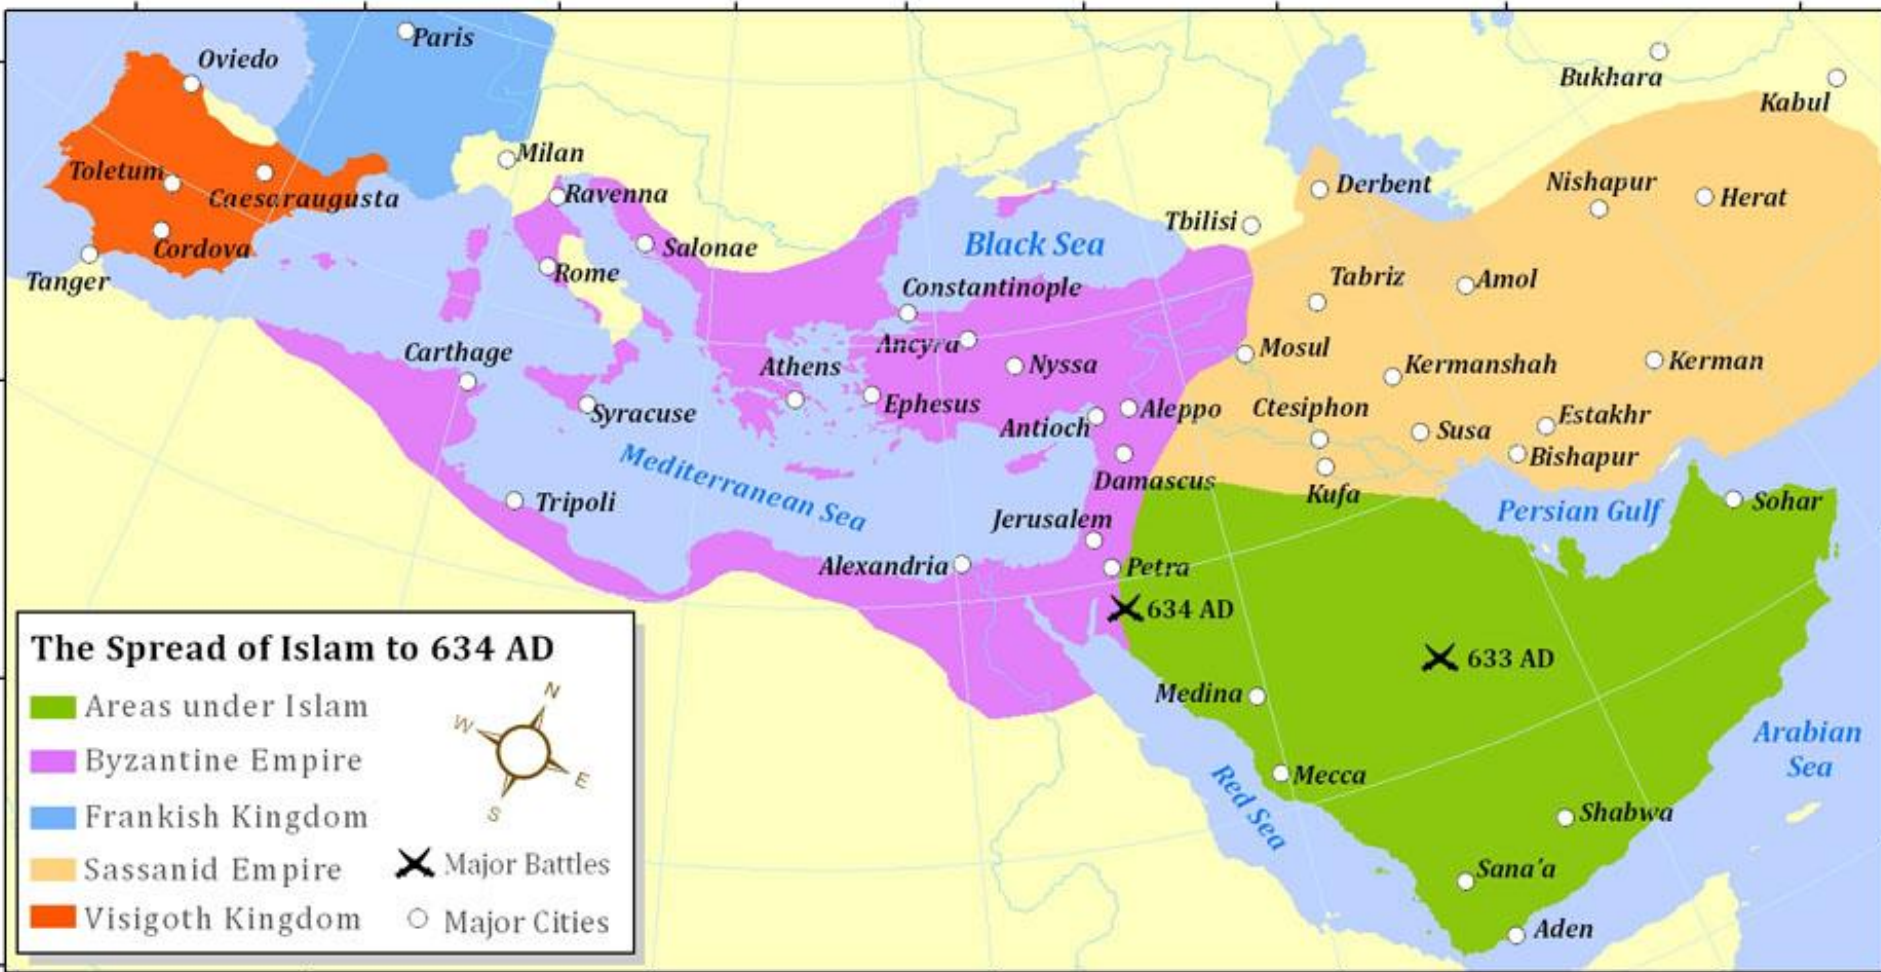 Paris
Oviedo
Bukhara
Kabul
Milan
Toletum
Caesaraugusta
Ravenna
Derbent
Nishapur
Herat
Cordova
Salonae
Tbilisi
Black Sea
Tanger
Rome
Constantinople
Tabriz
Amol
Carthage
Athens
Ancyra
Nyssa
Mosul
Kermanshah
Kerman
Syracuse
Ephesus
Antioch
Aleppo
Ctesiphon
Susa
Estakhr
Bishapur
Mediterranean Sea
Damascus
Kufa
Tripoli
Jerusalem
Persian Gulf
Sohar
Alexandria
Petra
634 AD
633 AD
Medina
Mecca
Red Sea
Arabian
Sea
Shabwa
Sana'a
Aden
The Spread of Islam to 634 AD
Areas under Islam
Byzantine Empire
Frankish Kingdom
Sassanid Empire
Visigoth Kingdom
N
W
E
S
Major Battles
Major Cities